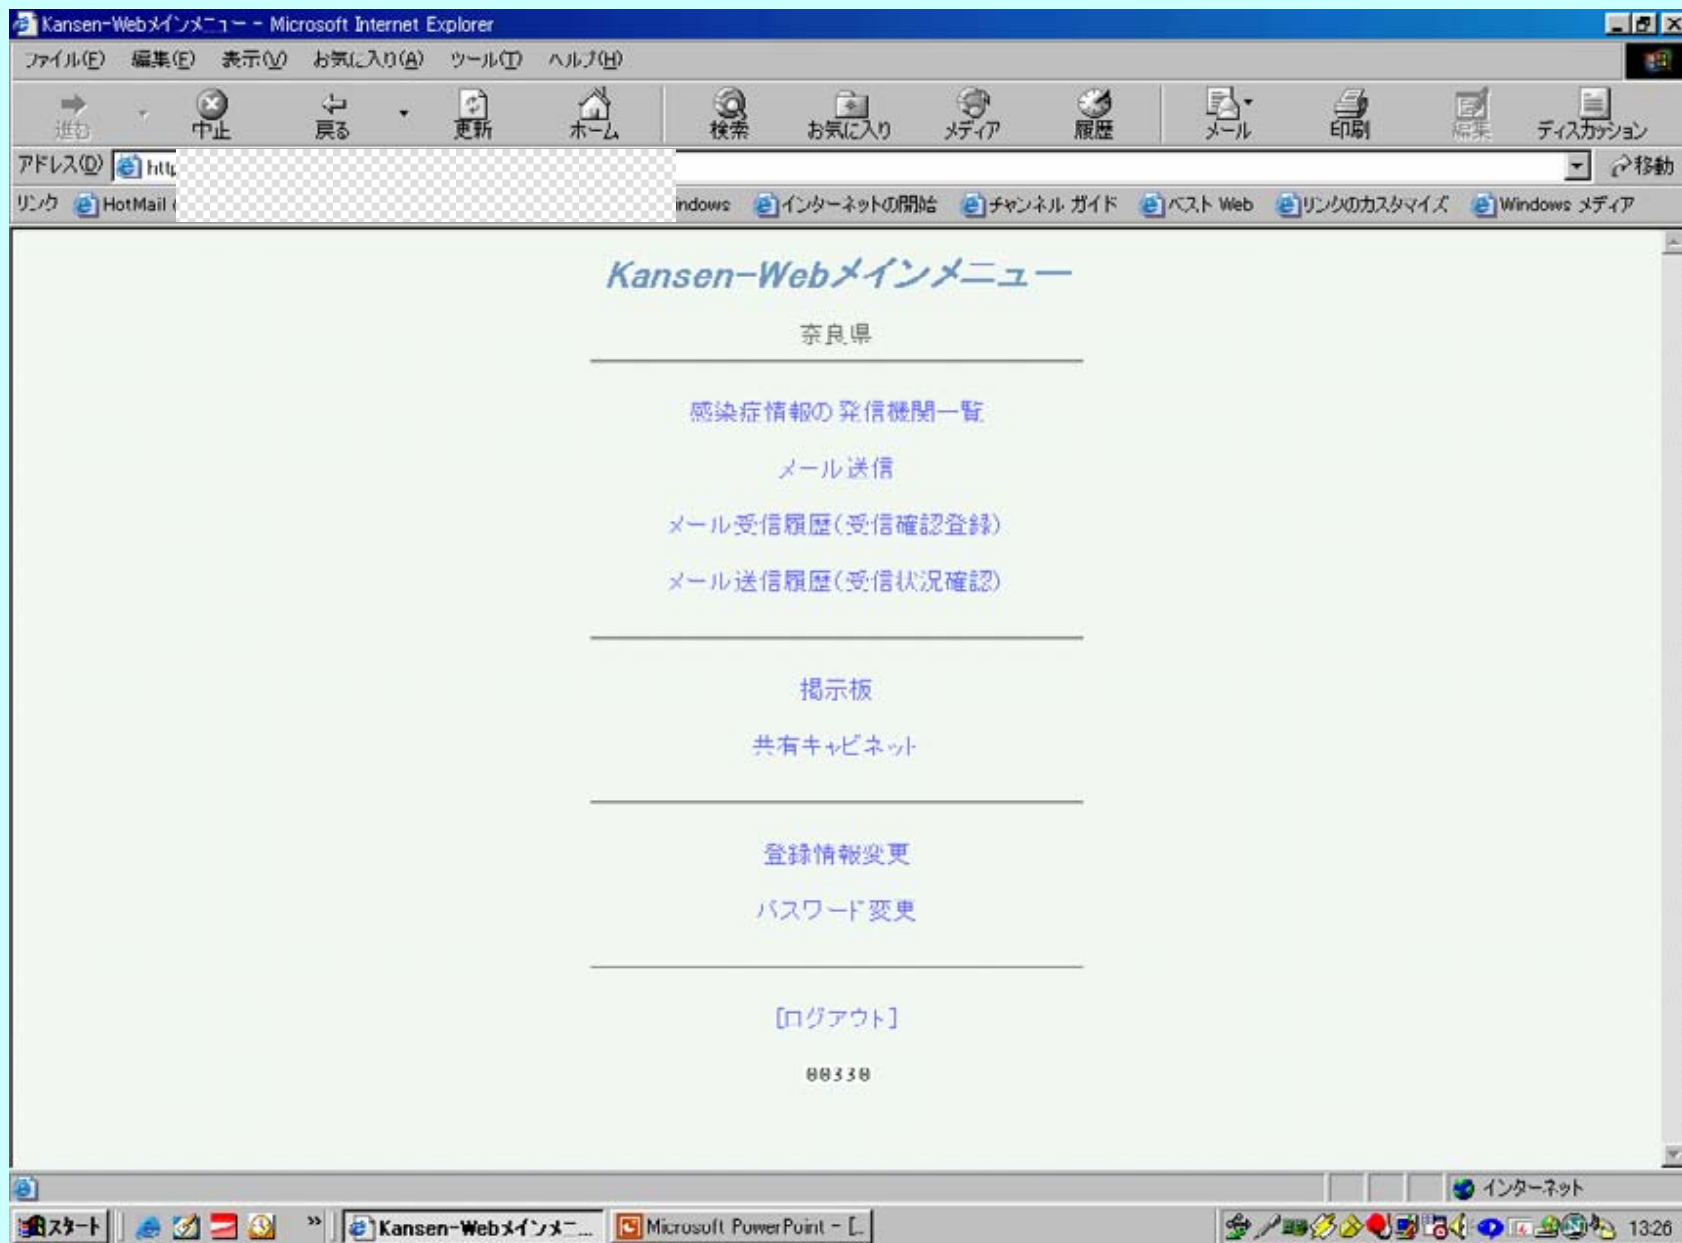 Kansen-Webメインメニュー - Microsoft Internet Explorer
ファイル(F) 編集(E) 表示(V) お気に入り(A) ツール(T) ヘルプ(H)
進む 中止 戻る 更新 ホーム 検索 お気に入り メディア 履歴 メール 印刷 編集 ディスカッション
アドレス(D) http 移動
リンク HotMail indows インターネットの開始 チャンネル ガイド ベスト Web リンクのカスタマイズ Windows メディア
Kansen-Webメインメニュー
奈良県
感染症情報の発信機関一覧
メール送信
メール受信履歴(受信確認登録)
メール送信履歴(受信状況確認)
掲示板
共有キャビネット
登録情報変更
パスワード変更
[ログアウト]
00330
インターネット
スタート » Kansen-Webメインメニ... Microsoft PowerPoint - [.. 13:26